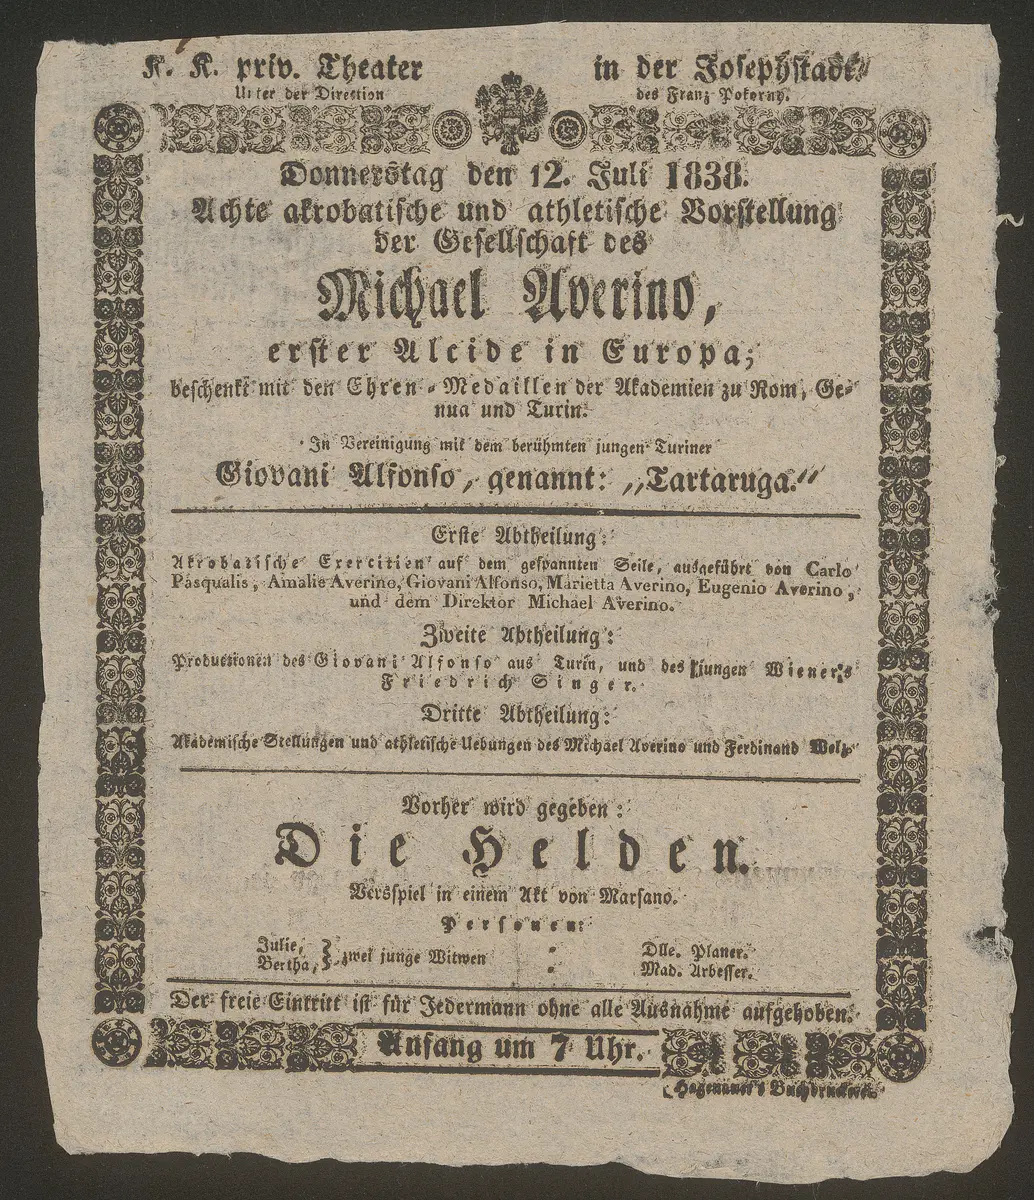 K. K. priv. Theater in der Josephstadt
Unter der Direction des Franz Pokorny.
Donnerstag den 12. Juli 1838.
Achte akrobatische und athletische Vorstellung
der Gesellschaft des
Michael Averino,
erster Alcide in Europa;
beschenkt mit den Ehren-Medaillen der Akademien zu Rom, Ge-
nua und Turin.
In Vereinigung mit dem berühmten jungen Turiner
Giovani Alfonso, genannt: „Tartaruga.“
Erste Abtheilung:
Akrobatische Exercitien auf dem gespannten Seile, ausgeführt von Carlo
Pasqualis, Amalie Averino, Giovani Alfonso, Marietta Averino, Eugenio Averino,
und dem Direktor Michael Averino.
Zweite Abtheilung:
Productionen des Giovani Alfonso aus Turin, und des jungen Wiener's
Friedrich Singer.
Dritte Abtheilung:
Akademische Stellungen und athletische Uebungen des Michael Averino und Ferdinand
Vorher wird gegeben:
Die Helden.
Versspiel in einem Akt von Marsano.
Personen:
Julie, } zwei junge Witwen : Dlle. Planer.
Bertha, } Mad. Arbesser.
Der freie Eintritt ist für Jedermann ohne alle Ausnahme aufgehoben.
Anfang um 7 Uhr.
Hagenauer's Buchdruckerei.